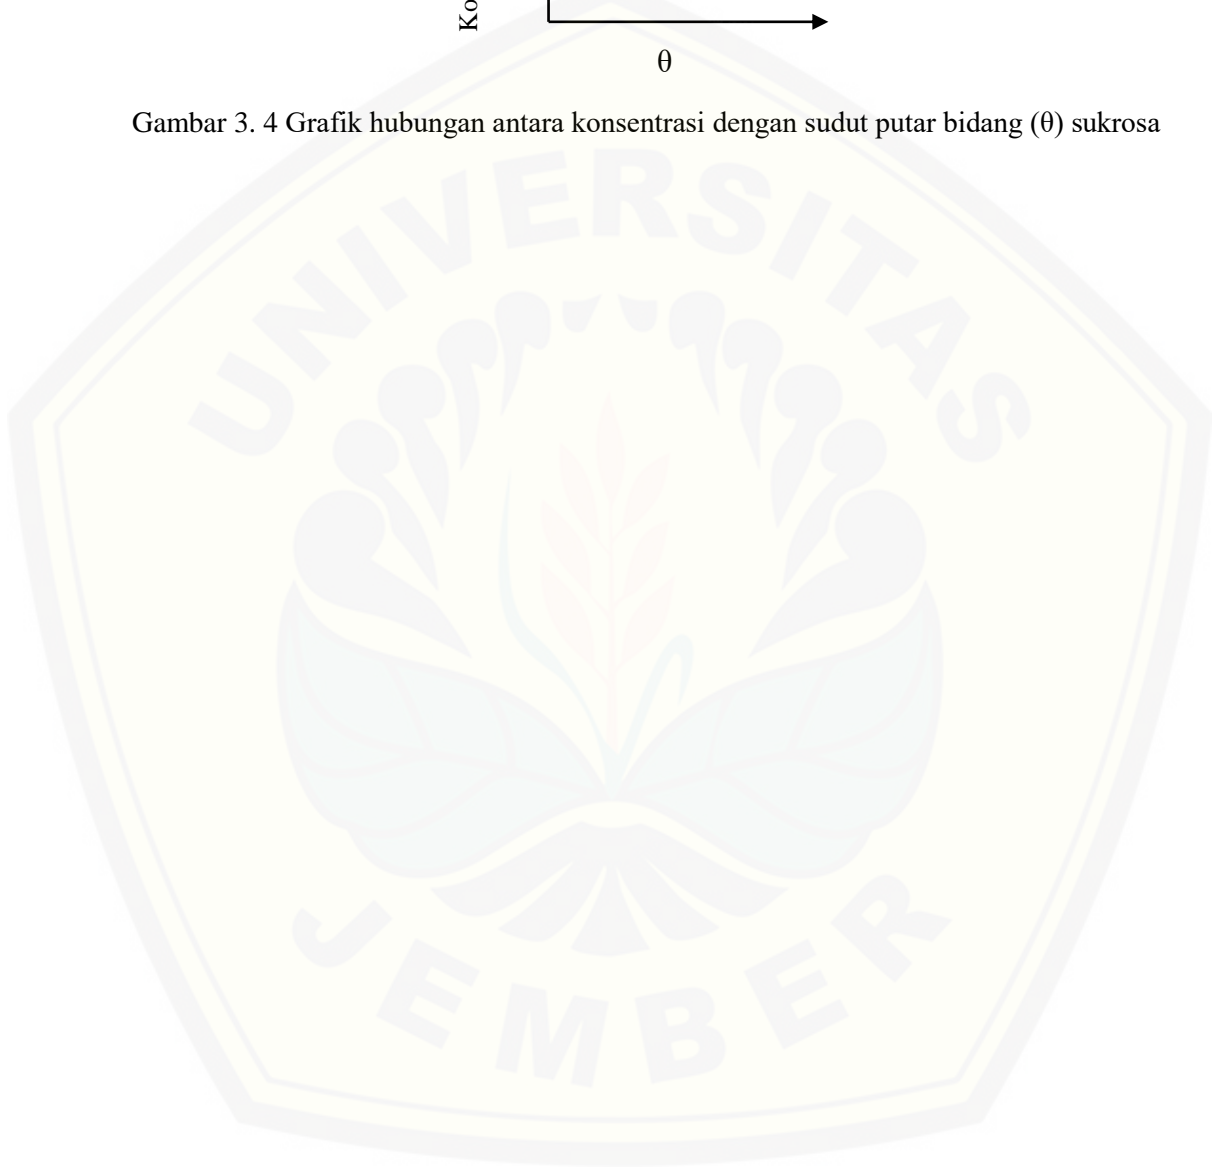 Ko
θ
Gambar 3. 4 Grafik hubungan antara konsentrasi dengan sudut putar bidang (θ) sukrosa
UNIVERSITAS
JEMBER